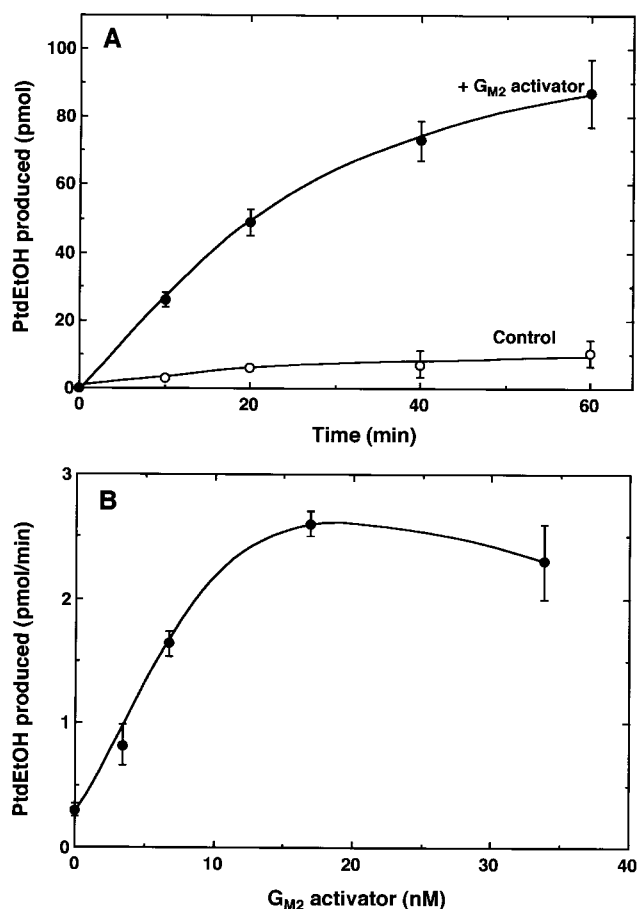 A
PtdEtOH produced (pmol)
100
80
60
40
20
0
+ GM2 activator
Control
0
20
40
60
Time (min)
B
PtdEtOH produced (pmol/min)
3
2
1
0
0
10
20
30
40
GM2 activator (nM)